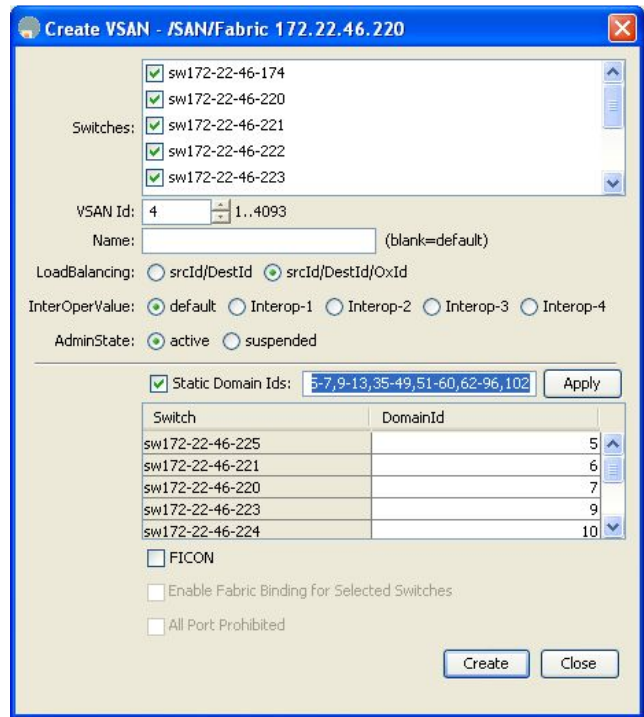 Create VSAN - /SAN/Fabric 172.22.46.220
Switches:
sw172-22-46-174
sw172-22-46-220
sw172-22-46-221
sw172-22-46-222
sw172-22-46-223
VSAN Id: 4 1..4093
Name: (blank=default)
LoadBalancing: srcId/DestId srcId/DestId/OxId
InterOperValue: default Interop-1 Interop-2 Interop-3 Interop-4
AdminState: active suspended
Static Domain Ids: 5-7,9-13,35-49,51-60,62-96,102 Apply
Switch DomainId
sw172-22-46-225 5
sw172-22-46-221 6
sw172-22-46-220 7
sw172-22-46-223 9
sw172-22-46-224 10
FICON
Enable Fabric Binding for Selected Switches
All Port Prohibited
Create Close